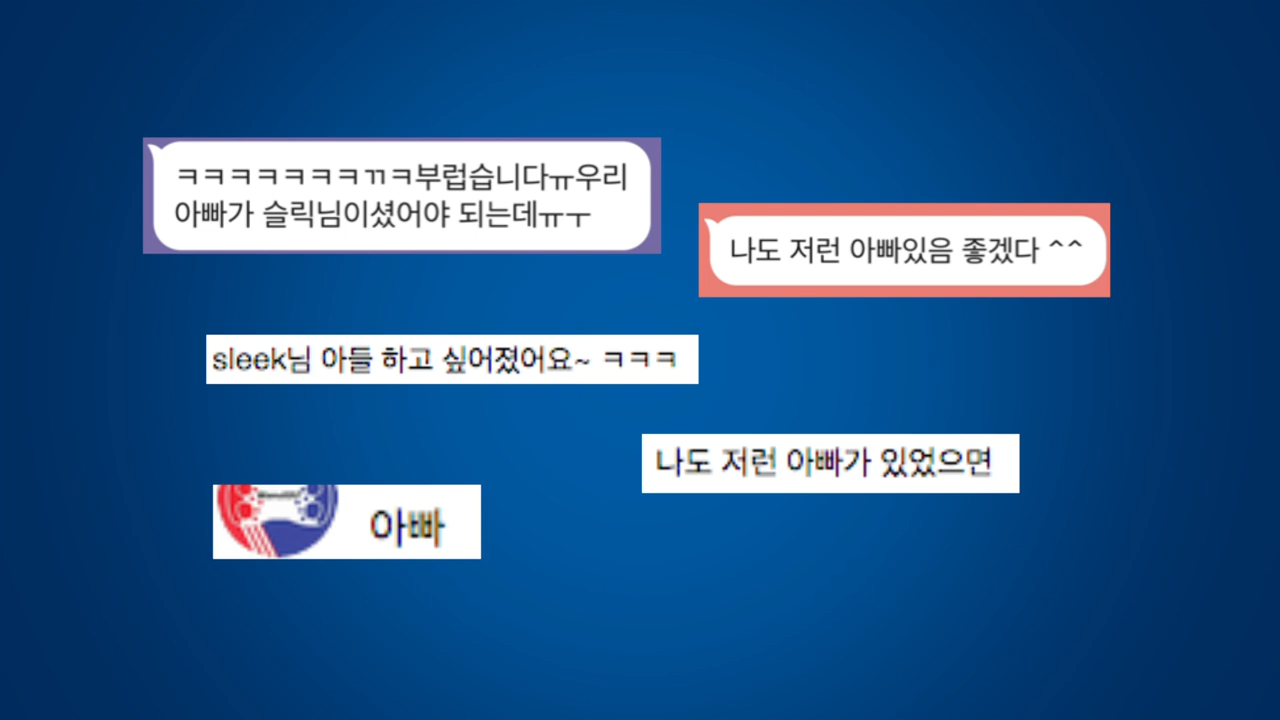 ㅋㅋㅋㅋㅋㅋㅋㄲㅋ부럽습니다ㅠ우리
아빠가 슬릭님이셨어야 되는데ㅠㅜ
나도 저런 아빠있음 좋겠다 ^^
sleek님 아들 하고 싶어졌어요~ ㅋㅋㅋ
나도 저런 아빠가 있었으면
아빠